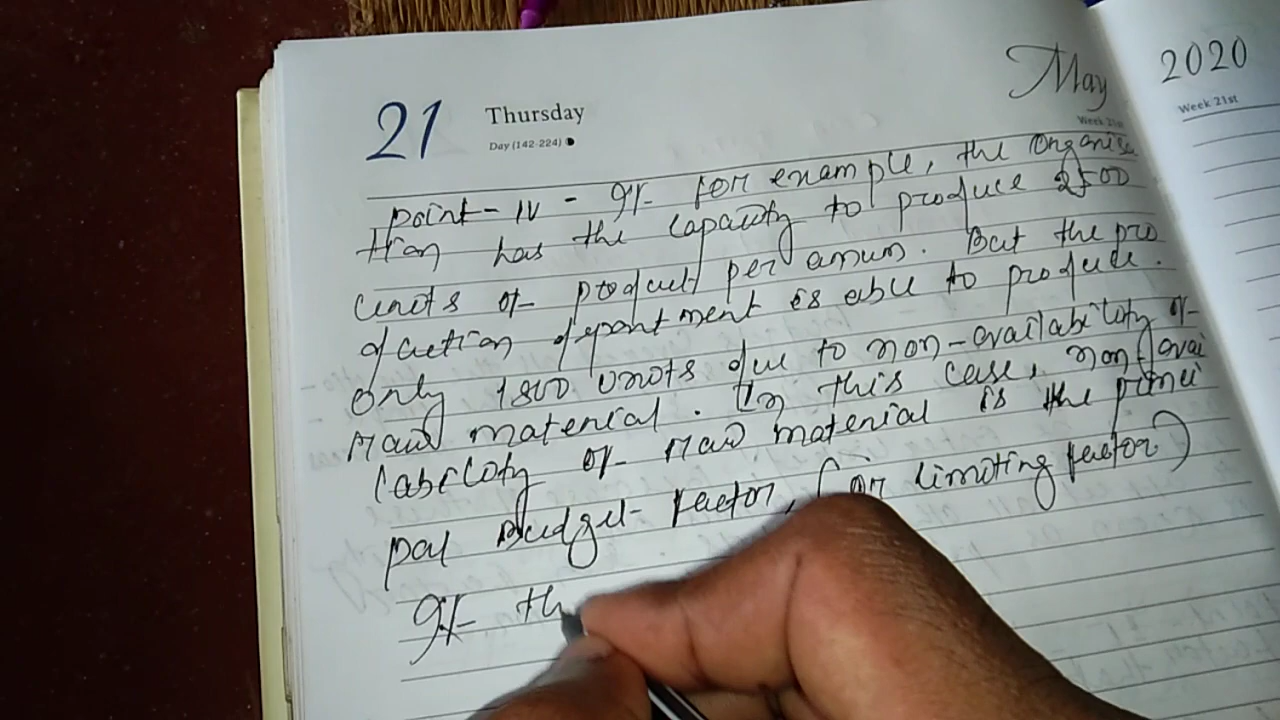 May 2020
21 Thursday
Week 21st
Week 21st
Day (142-224)
Point - IV - If for example, the Organisa
tion has the capacity to produce 2500
units of product per annum. But the pro
duction department is able to produce.
only 1800 units due to non-availability of
raw material. In this case, non-avai
lability of raw material is the princi
pal Budget factor, (or limiting factor)
If th